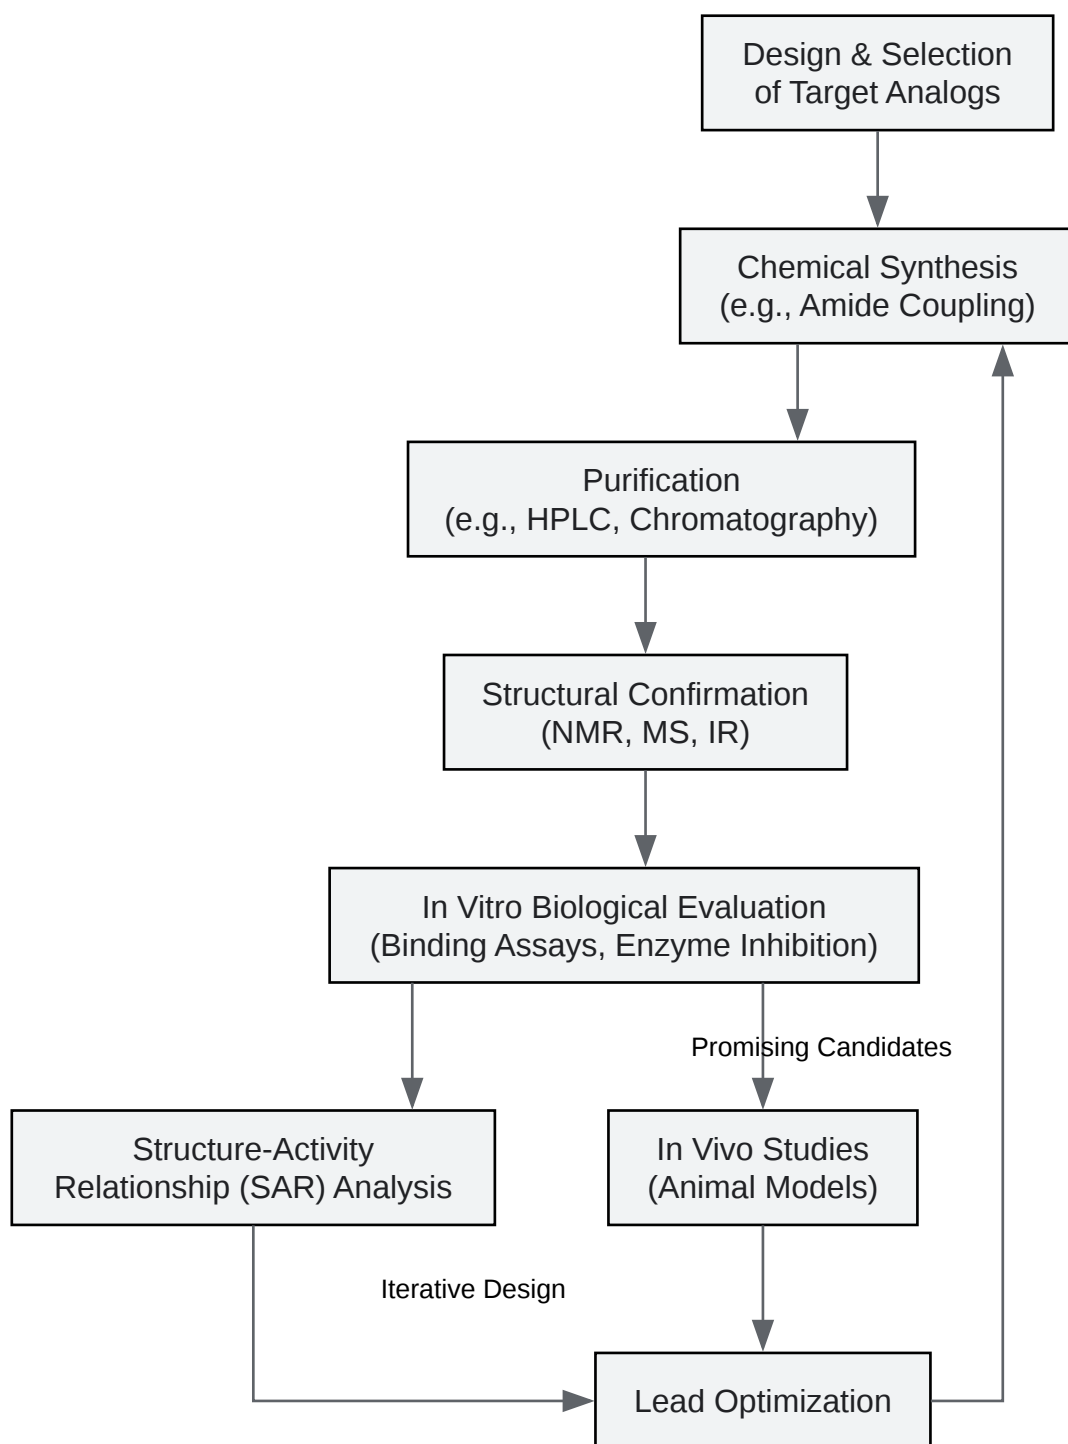 Design & Selection
of Target Analogs
Chemical Synthesis
(e.g., Amide Coupling)
Purification
(e.g., HPLC, Chromatography)
Structural Confirmation
(NMR, MS, IR)
In Vitro Biological Evaluation
(Binding Assays, Enzyme Inhibition)
Promising Candidates
Structure-Activity
Relationship (SAR) Analysis
In Vivo Studies
(Animal Models)
Iterative Design
Lead Optimization